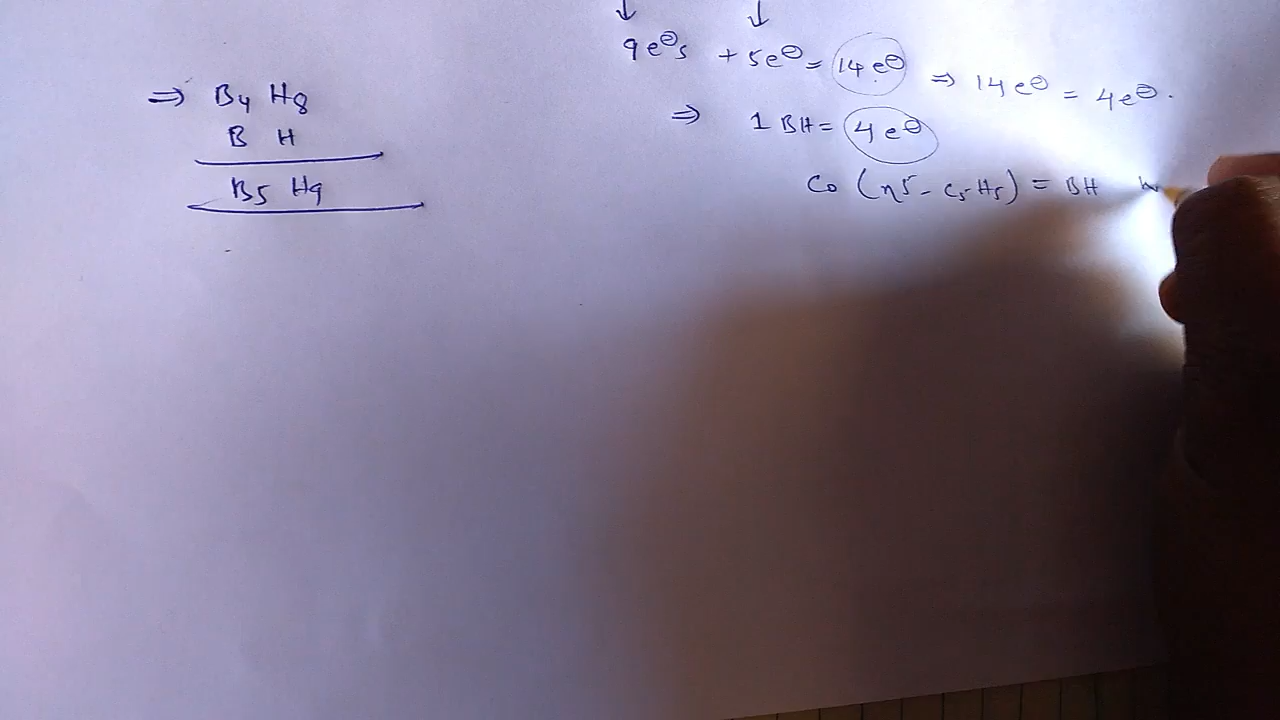 ↓ ↓
9e⊖s + 5e⊖ = 14e⊖ ⇒ 14e⊖ = 4e⊖.
⇒ B4 H8
B H
B5 H9
⇒ 1 BH = 4e⊖
Co (η5 - C5H5) = BH